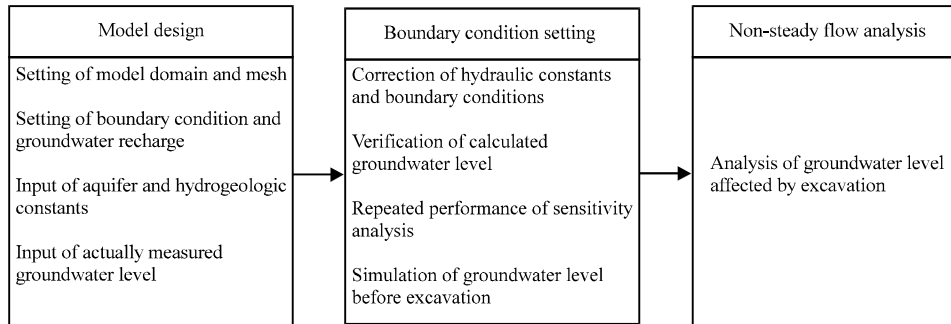 Model design
Setting of model domain and mesh
Setting of boundary condition and
groundwater recharge
Input of aquifer and hydrogeologic
constants
Input of actually measured
groundwater level
Boundary condition setting
Correction of hydraulic constants
and boundary conditions
Verification of calculated
groundwater level
Repeated performance of sensitivity
analysis
Simulation of groundwater level
before excavation
Non-steady flow analysis
Analysis of groundwater level
affected by excavation